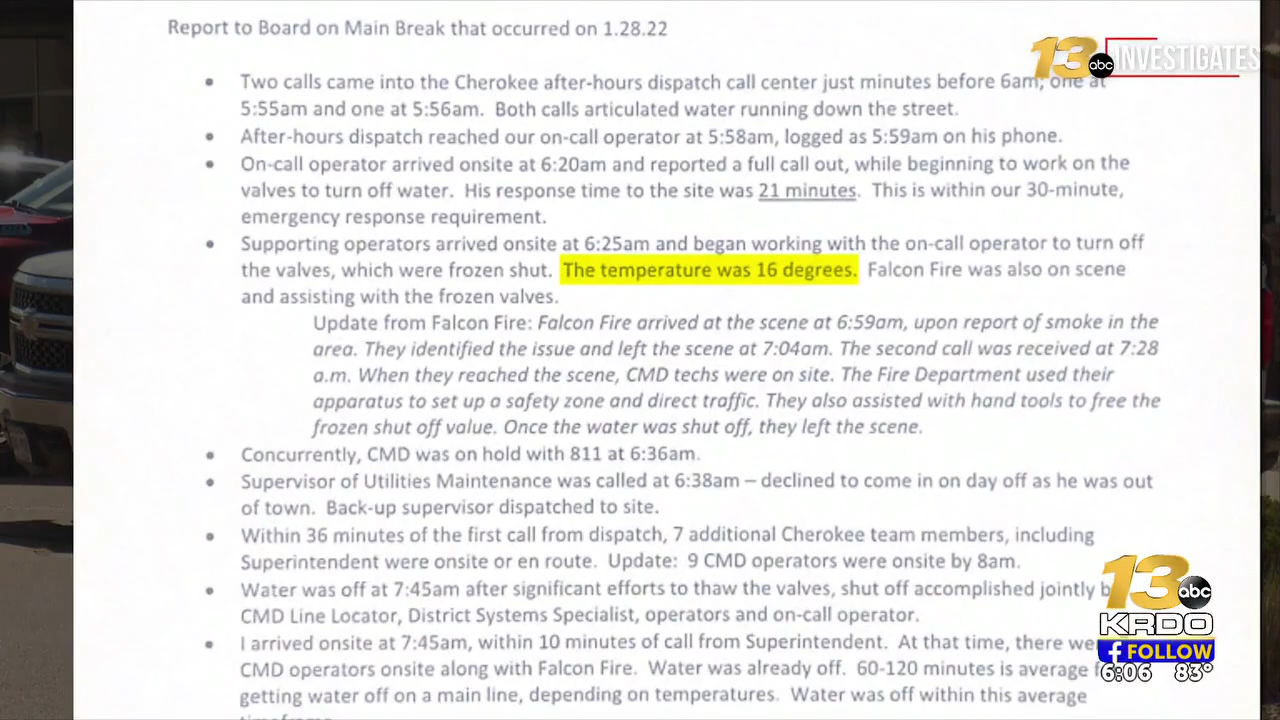 Report to Board on Main Break that occurred on 1.28.22
13 abc INVESTIGATES
• Two calls came into the Cherokee after-hours dispatch call center just minutes before 6am, one at
5:55am and one at 5:56am. Both calls articulated water running down the street.
• After-hours dispatch reached our on-call operator at 5:58am, logged as 5:59am on his phone.
• On-call operator arrived onsite at 6:20am and reported a full call out, while beginning to work on the
valves to turn off water. His response time to the site was 21 minutes. This is within our 30-minute,
emergency response requirement.
• Supporting operators arrived onsite at 6:25am and began working with the on-call operator to turn off
the valves, which were frozen shut. The temperature was 16 degrees. Falcon Fire was also on scene
and assisting with the frozen valves.
Update from Falcon Fire: Falcon Fire arrived at the scene at 6:59am, upon report of smoke in the
area. They identified the issue and left the scene at 7:04am. The second call was received at 7:28
a.m. When they reached the scene, CMD techs were on site. The Fire Department used their
apparatus to set up a safety zone and direct traffic. They also assisted with hand tools to free the
frozen shut off value. Once the water was shut off, they left the scene.
• Concurrently, CMD was on hold with 811 at 6:36am.
• Supervisor of Utilities Maintenance was called at 6:38am – declined to come in on day off as he was out
of town. Back-up supervisor dispatched to site.
• Within 36 minutes of the first call from dispatch, 7 additional Cherokee team members, including
Superintendent were onsite or en route. Update: 9 CMD operators were onsite by 8am.
• Water was off at 7:45am after significant efforts to thaw the valves, shut off accomplished jointly
CMD Line Locator, District Systems Specialist, operators and on-call operator.
• I arrived onsite at 7:45am, within 10 minutes of call from Superintendent. At that time, there
CMD operators onsite along with Falcon Fire. Water was already off. 60-120 minutes is average
getting water off on a main line, depending on temperatures. Water was off within this average
13 abc
KRDO
f FOLLOW
6:06 83°